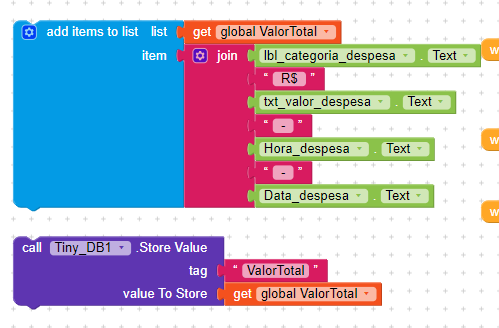 add items to list list get global ValorTotal
item join lbl_categoria_despesa . Text
“ R$ ”
txt_valor_despesa . Text
“ - ”
Hora_despesa . Text
“ - ”
Data_despesa . Text
call Tiny_DB1 .Store Value
tag “ ValorTotal ”
value To Store get global ValorTotal